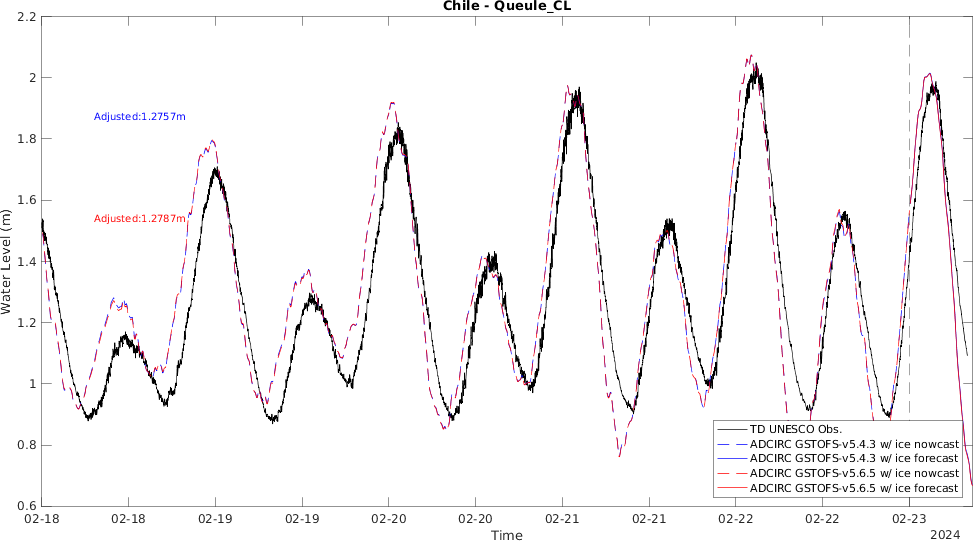 Chile - Queule_CL
2.2
2
1.8
1.6
1.4
1.2
1
0.8
0.6
Water Level (m)
Adjusted:1.2757m
Adjusted:1.2787m
TD UNESCO Obs.
ADCIRC GSTOFS-v5.4.3 w/ ice nowcast
ADCIRC GSTOFS-v5.4.3 w/ ice forecast
ADCIRC GSTOFS-v5.6.5 w/ ice nowcast
ADCIRC GSTOFS-v5.6.5 w/ ice forecast
02-18 02-18 02-19 02-19 02-20 02-20 02-21 02-21 02-22 02-22 02-23
Time
2024